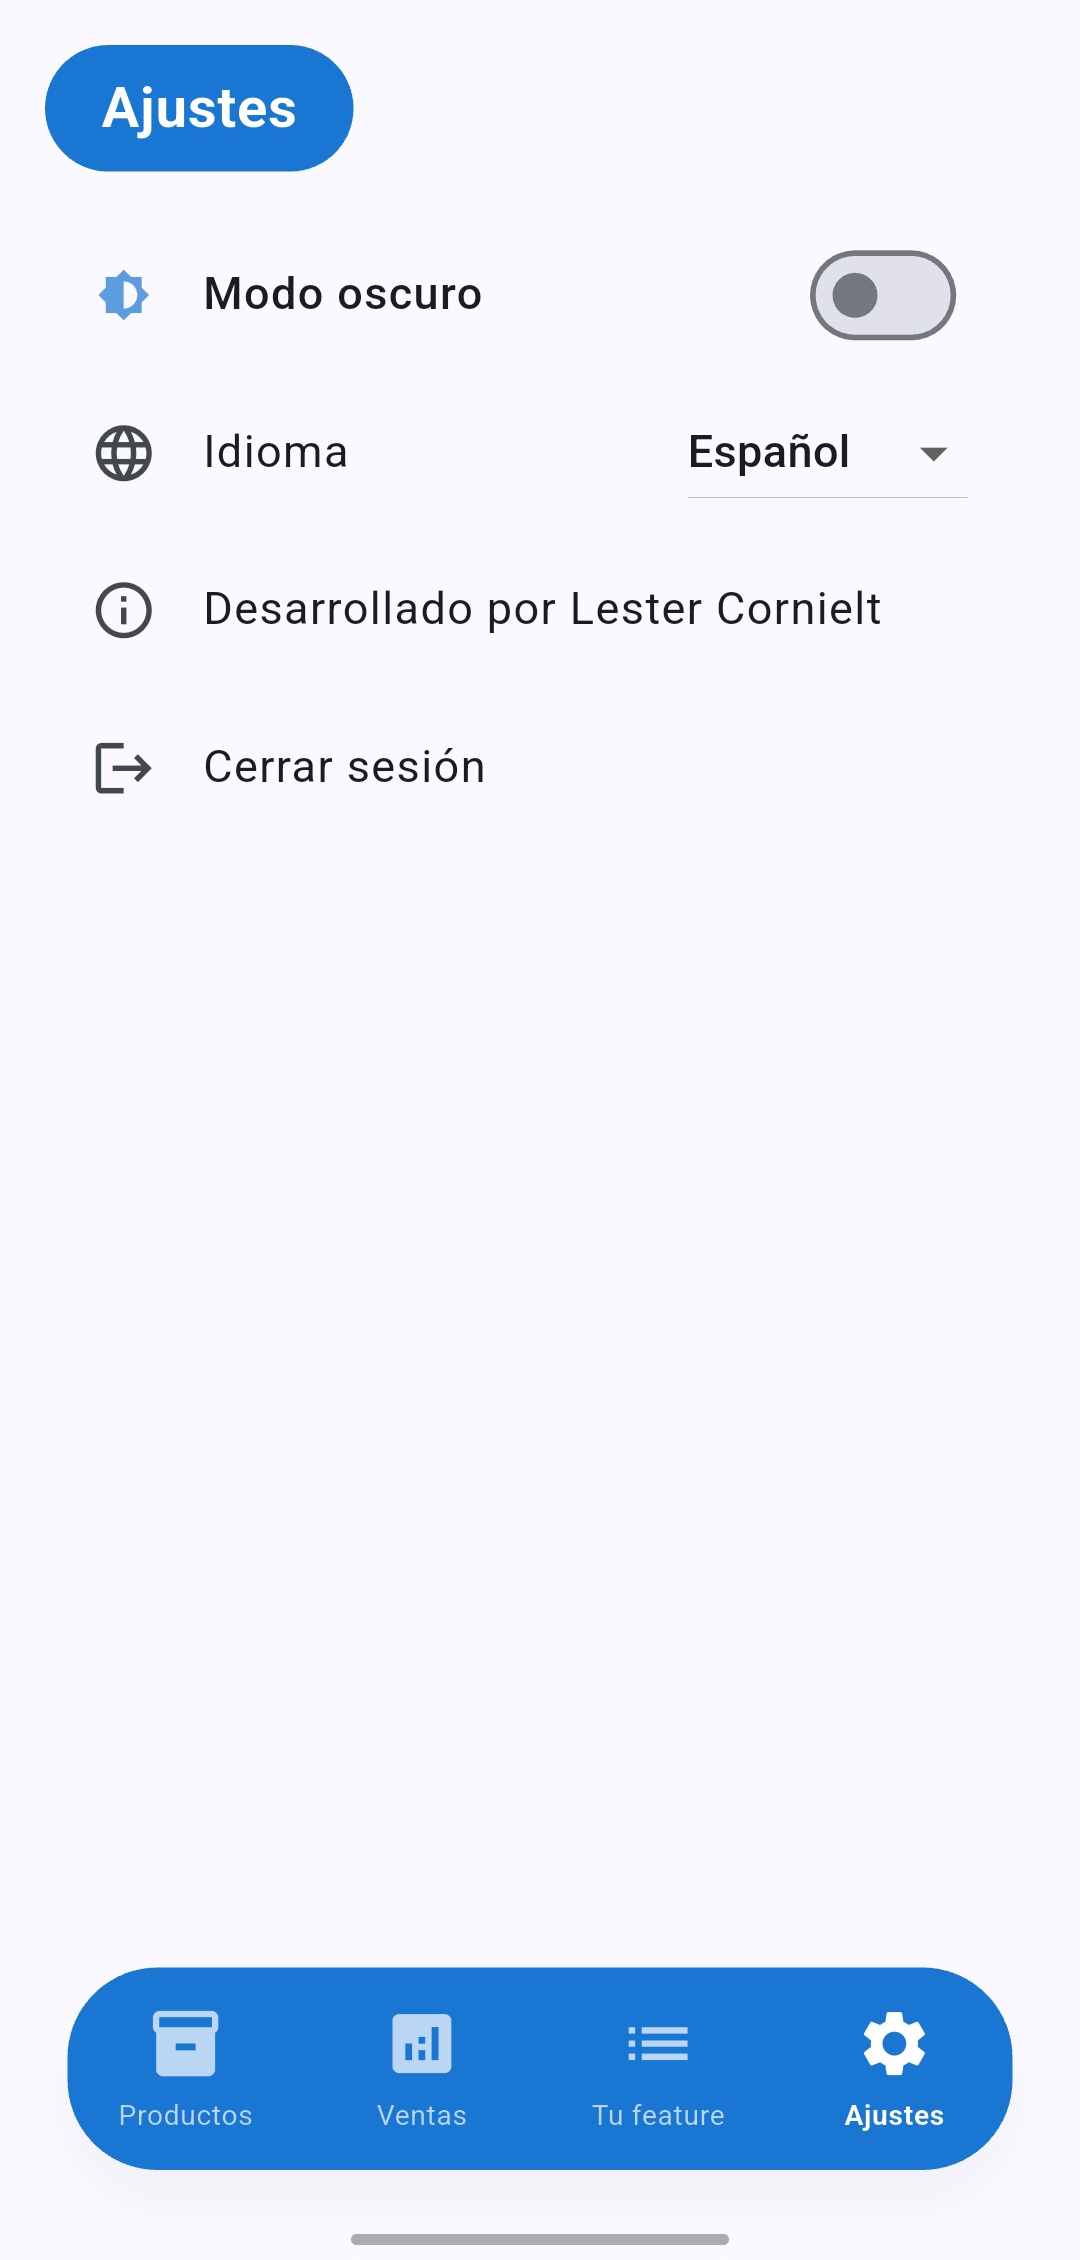 Ajustes
Modo oscuro
Idioma
Español
Desarrollado por Lester Cornielt
Cerrar sesión
Productos
Ventas
Tu feature
Ajustes